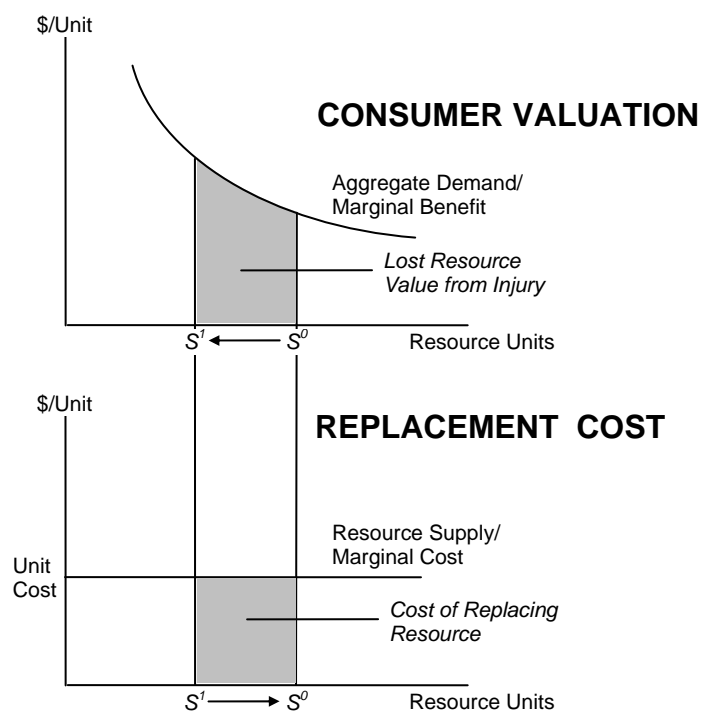 $/Unit
CONSUMER VALUATION
Aggregate Demand/
Marginal Benefit
Lost Resource
Value from Injury
S¹ S⁰ Resource Units
$/Unit
REPLACEMENT COST
Resource Supply/
Marginal Cost
Unit
Cost
Cost of Replacing
Resource
S¹ S⁰ Resource Units